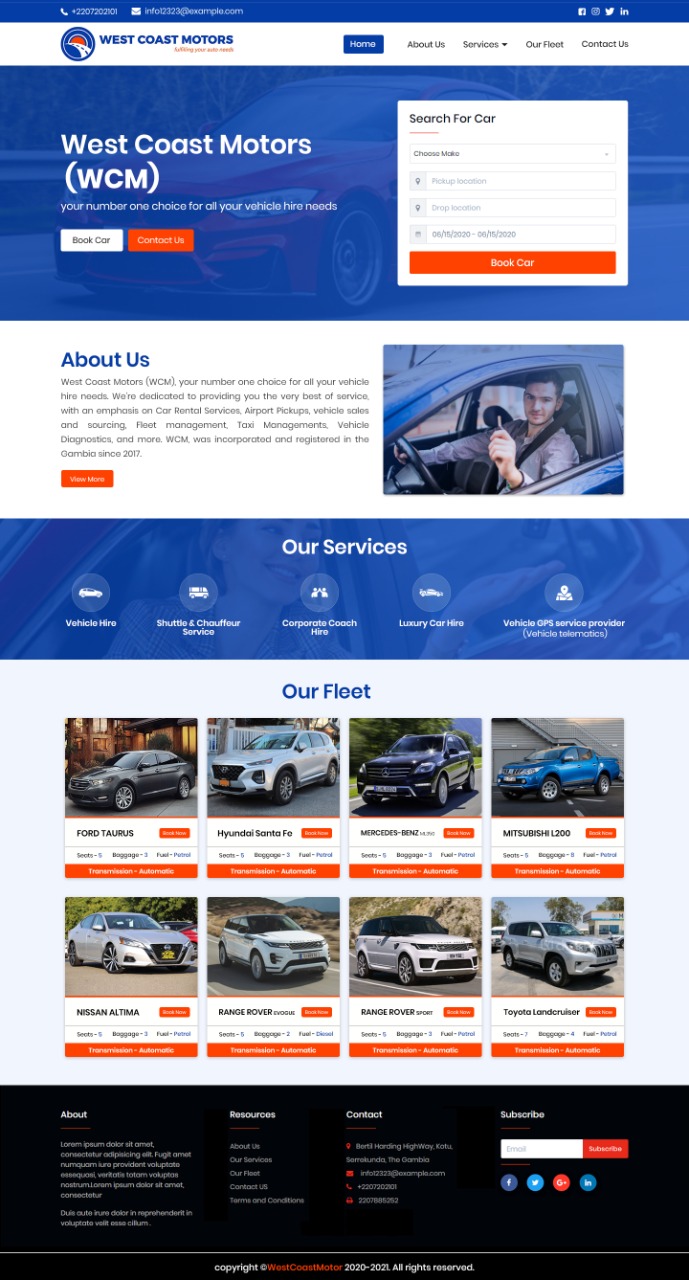 +2207202101 info12323@example.com
WEST COAST MOTORS
fulfiling your auto needs
Home About Us Services Our Fleet Contact Us
West Coast Motors
(WCM)
your number one choice for all your vehicle hire needs
Book Car Contact Us
Search For Car
Choose Make
Pickup location
Drop location
06/15/2020 - 06/15/2020
Book Car
About Us
West Coast Motors (WCM), your number one choice for all your vehicle
hire needs. We're dedicated to providing you the very best of service,
with an emphasis on Car Rental Services, Airport Pickups, vehicle sales
and sourcing, Fleet management, Taxi Managements, Vehicle
Diagnostics, and more. WCM, was incorporated and registered in the
Gambia since 2017.
View More
Our Services
Vehicle Hire
Shuttle & Chauffeur
Service
Corporate Coach
Hire
Luxury Car Hire
Vehicle GPS service provider
(Vehicle telematics)
Our Fleet
FORD TAURUS Book Now
Seats - 5 Baggage - 3 Fuel - Petrol
Transmission - Automatic
Hyundai Santa Fe Book Now
Seats - 5 Baggage - 3 Fuel - Petrol
Transmission - Automatic
MERCEDES-BENZ ML350 Book Now
Seats - 5 Baggage - 3 Fuel - Petrol
Transmission - Automatic
MITSUBISHI L200 Book Now
Seats - 5 Baggage - 8 Fuel - Petrol
Transmission - Automatic
NISSAN ALTIMA Book Now
Seats - 5 Baggage - 3 Fuel - Petrol
Transmission - Automatic
RANGE ROVER EVOGUE Book Now
Seats - 5 Baggage - 2 Fuel - Diesel
Transmission - Automatic
RANGE ROVER SPORT Book Now
Seats - 5 Baggage - 3 Fuel - Petrol
Transmission - Automatic
Toyota Landcruiser Book Now
Seats - 7 Baggage - 4 Fuel - Petrol
Transmission - Automatic
About
Lorem ipsum dolor sit amet,
consectetur adipisicing elit. Fugit amet
numquam iure provident voluptate
essequasi, veritatis totam voluptas
nostrum.Lorem ipsum dolor sit amet,
consectetur
Duis aute irure dolor in reprehenderit in
voluptate velit esse cillum .
Resources
About Us
Our Services
Our Fleet
Contact US
Terms and Conditions
Contact
Bertil Harding HighWay, Kotu,
Serrekunda, The Gambia
info12323@example.com
+2207202101
2207885252
Subscribe
Email Subscribe
copyright ©WestCoastMotor 2020-2021. All rights reserved.